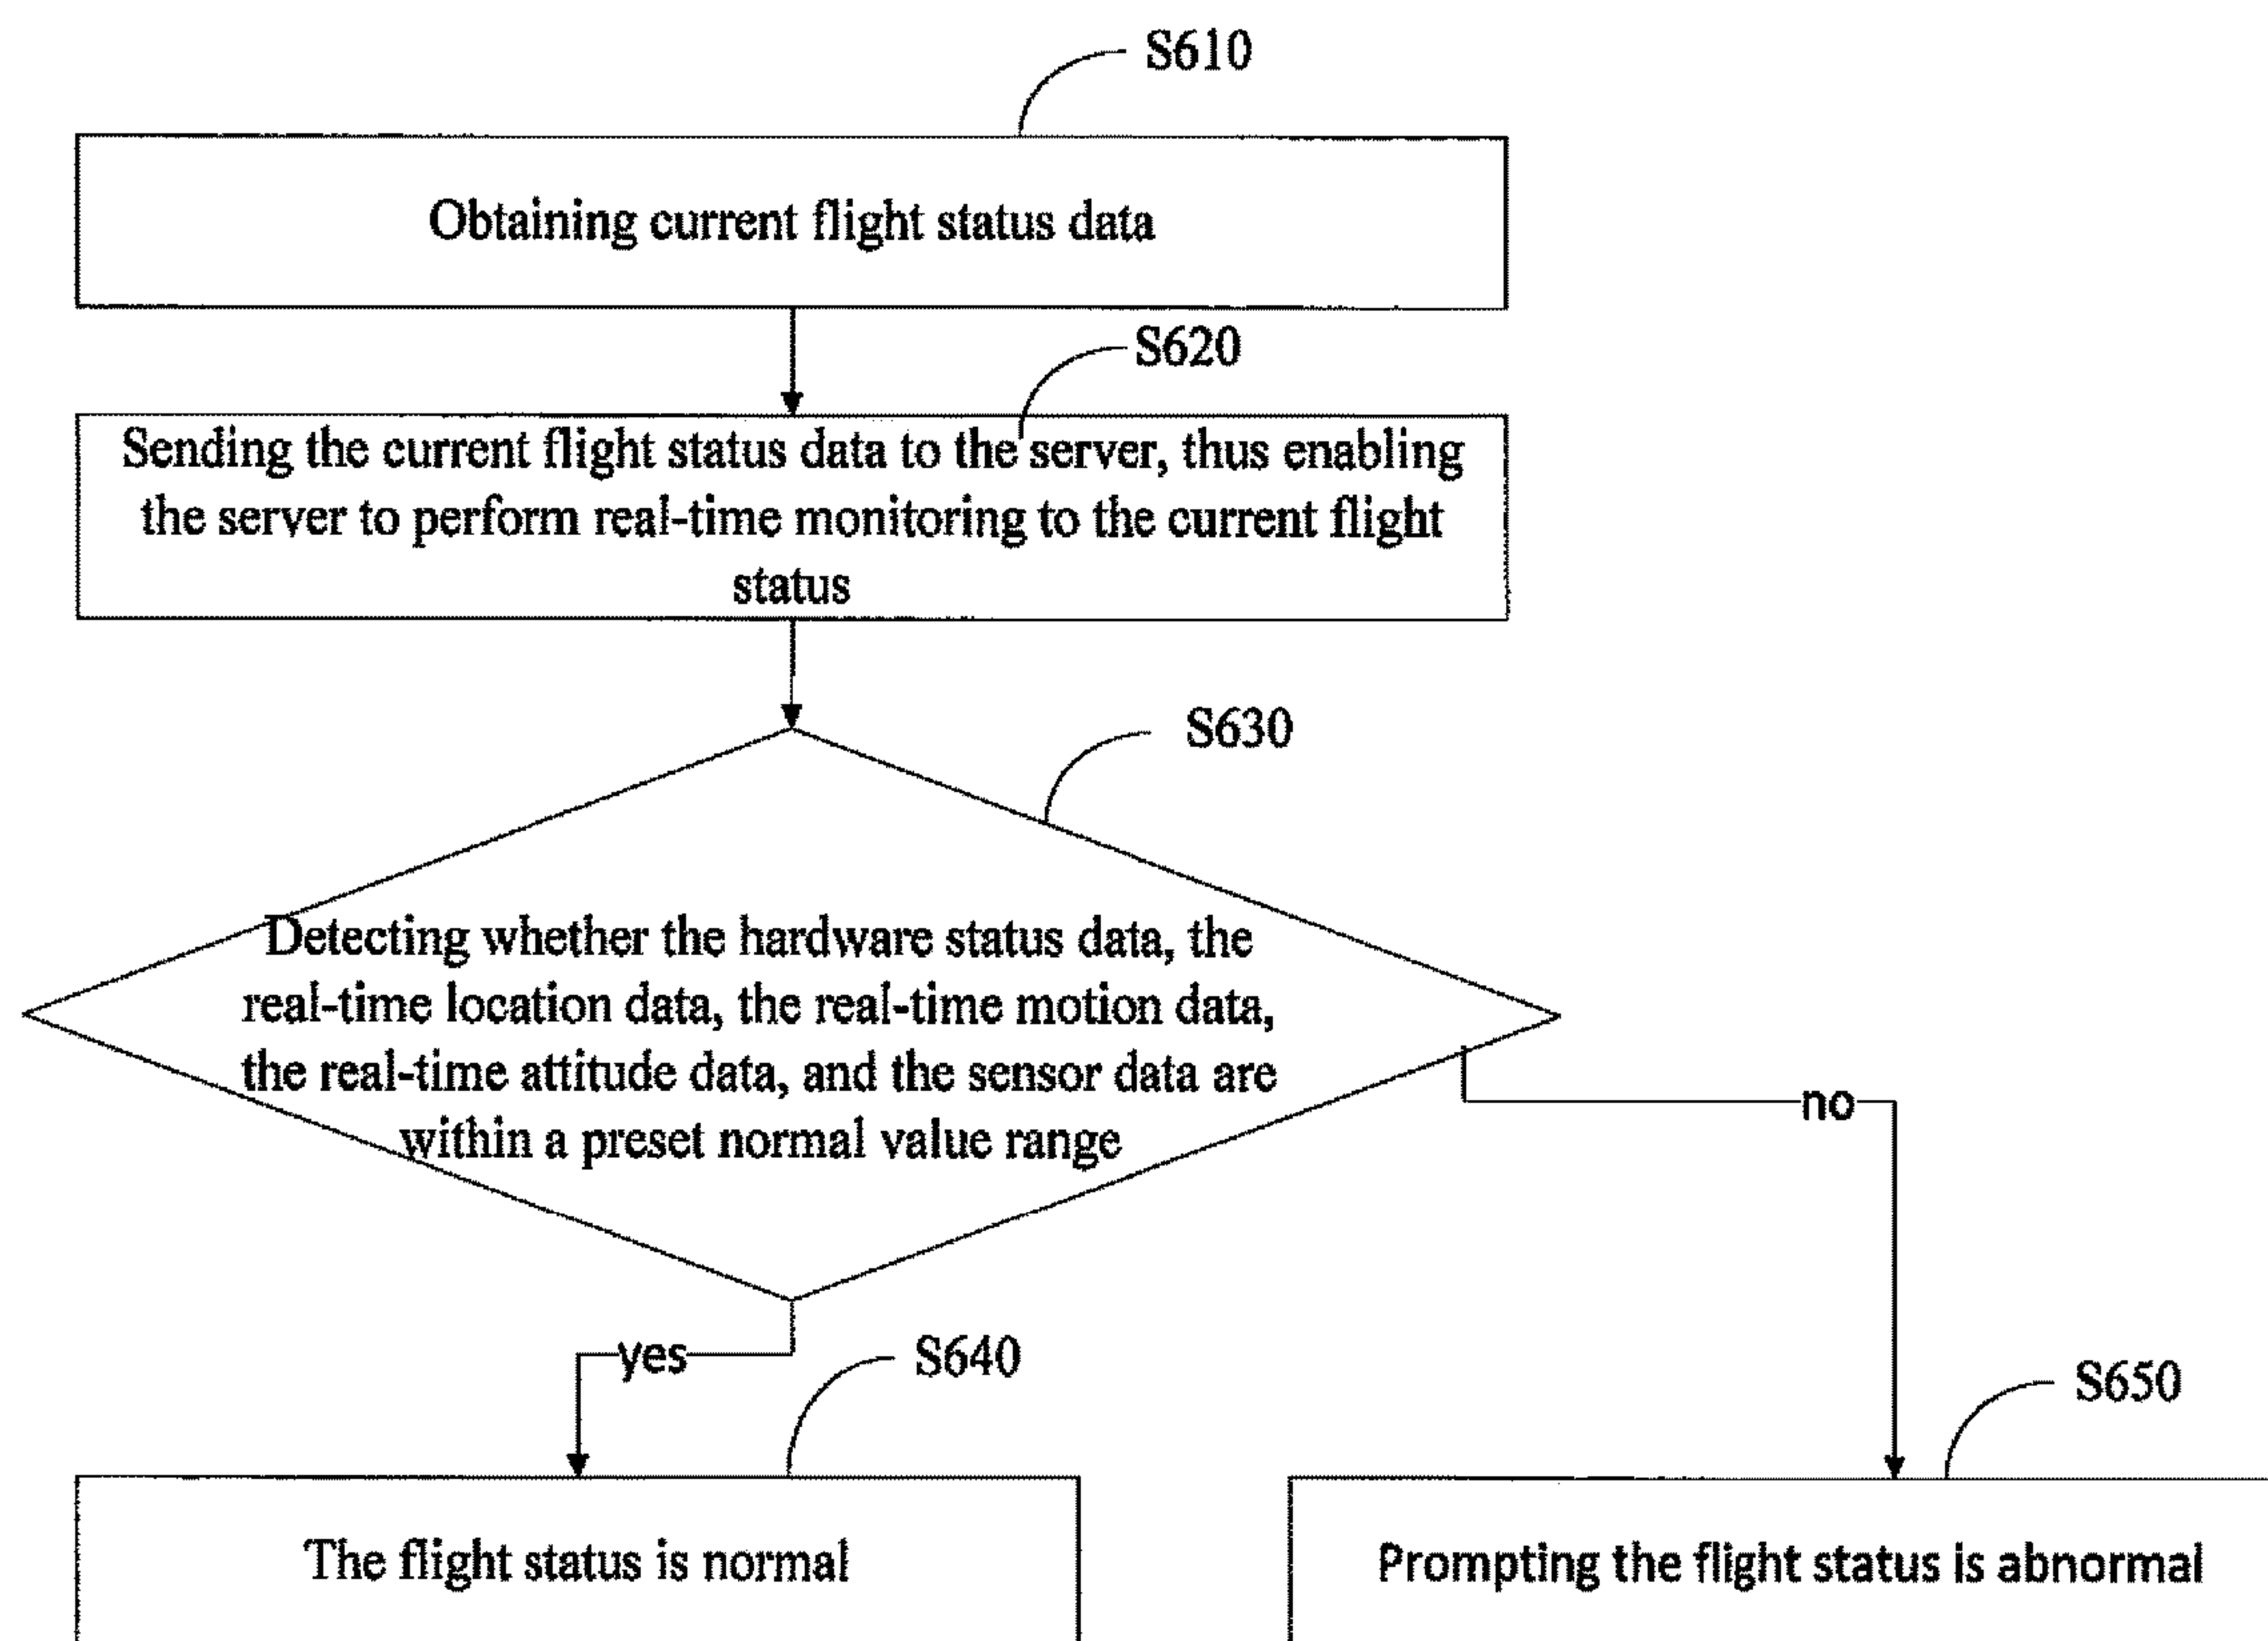 S610
Obtaining current flight status data
S620
Sending the current flight status data to the server, thus enabling
the server to perform real-time monitoring to the current flight
status
S630
Detecting whether the hardware status data, the
real-time location data, the real-time motion data,
the real-time attitude data, and the sensor data are
within a preset normal value range
no
yes
S640
S650
The flight status is normal
Prompting the flight status is abnormal